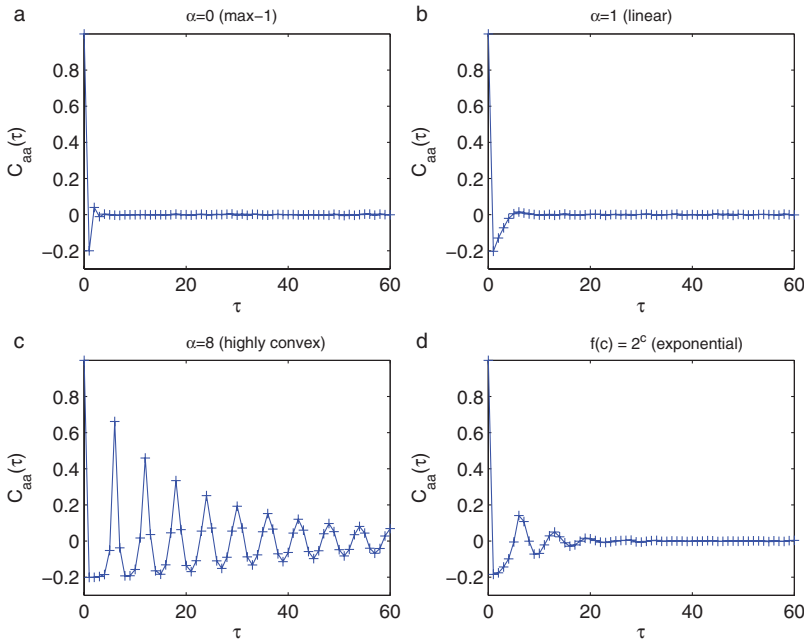 a
α=0 (max−1)
0.8
0.6
0.4
0.2
0
−0.2
C_aa(τ)
0 20 40 60
τ
b
α=1 (linear)
0.8
0.6
0.4
0.2
0
−0.2
C_aa(τ)
0 20 40 60
τ
c
α=8 (highly convex)
0.8
0.6
0.4
0.2
0
−0.2
C_aa(τ)
0 20 40 60
τ
d
f(c) = 2^c (exponential)
0.8
0.6
0.4
0.2
0
−0.2
C_aa(τ)
0 20 40 60
τ